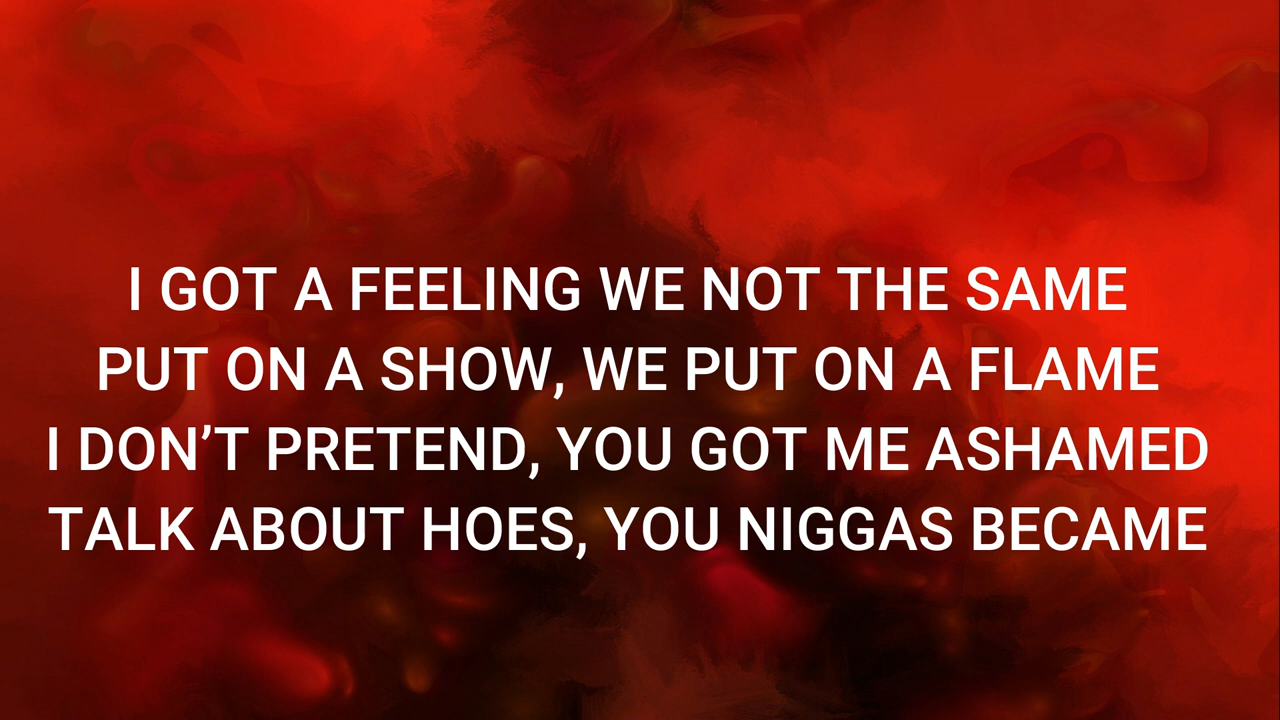 I GOT A FEELING WE NOT THE SAME
PUT ON A SHOW, WE PUT ON A FLAME
I DON’T PRETEND, YOU GOT ME ASHAMED
TALK ABOUT HOES, YOU NIGGAS BECAME